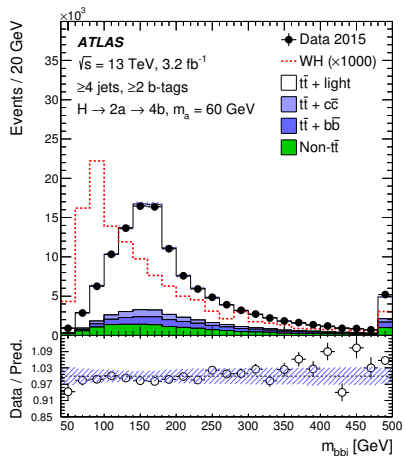 ×10³
Events / 20 GeV
40
35
30
25
20
15
10
5
0
ATLAS
√s = 13 TeV, 3.2 fb⁻¹
≥4 jets, ≥2 b-tags
H → 2a → 4b, mₐ = 60 GeV
Data 2015
WH (×1000)
tt̄ + light
tt̄ + cc̄
tt̄ + bb̄
Non-tt̄
Data / Pred.
1.09
1.03
0.97
0.91
0.85
50 100 150 200 250 300 350 400 450 500
m_bbj [GeV]